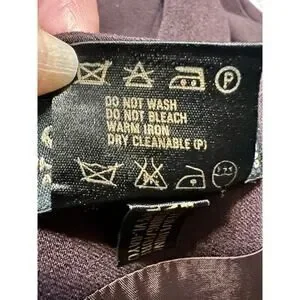 P
DO NOT WASH
DO NOT BLEACH
WARM IRON
DRY CLEANABLE (P)